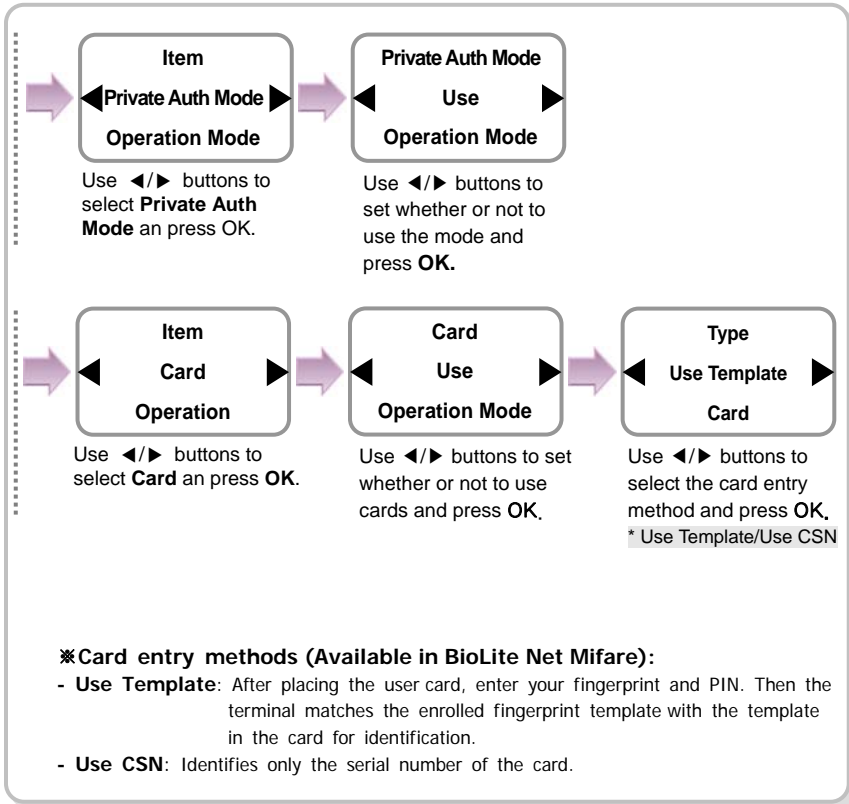 Item
◀Private Auth Mode▶
Operation Mode
Private Auth Mode
◀ Use ▶
Operation Mode
Use ◀/▶ buttons to
select Private Auth
Mode an press OK.
Use ◀/▶ buttons to
set whether or not to
use the mode and
press OK.
Item
◀ Card ▶
Operation
Card
◀ Use ▶
Operation Mode
Type
◀ Use Template ▶
Card
Use ◀/▶ buttons to
select Card an press OK.
Use ◀/▶ buttons to set
whether or not to use
cards and press OK.
Use ◀/▶ buttons to
select the card entry
method and press OK.
* Use Template/Use CSN
※Card entry methods (Available in BioLite Net Mifare):
- Use Template: After placing the user card, enter your fingerprint and PIN. Then the
terminal matches the enrolled fingerprint template with the template
in the card for identification.
- Use CSN: Identifies only the serial number of the card.